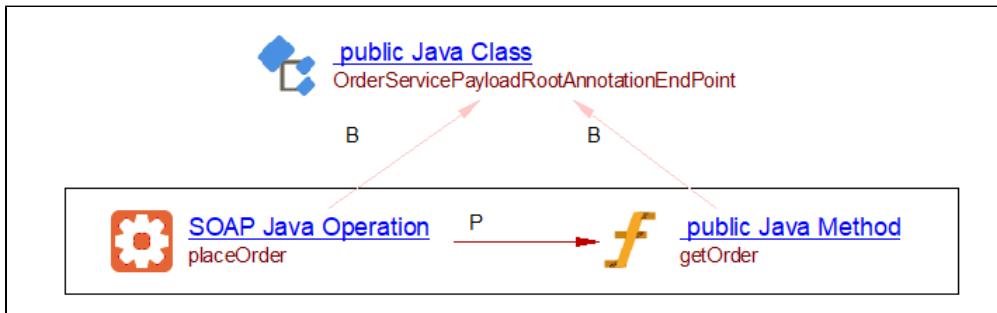 public Java Class
OrderServicePayloadRootAnnotationEndPoint
B
B
SOAP Java Operation
placeOrder
P
public Java Method
getOrder